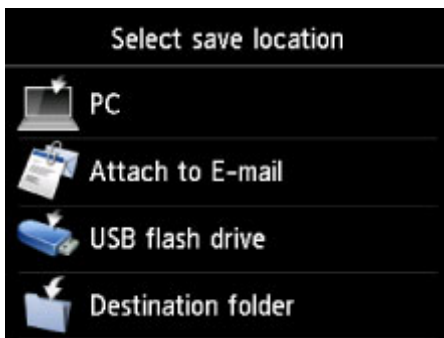 Select save location
PC
Attach to E-mail
USB flash drive
Destination folder